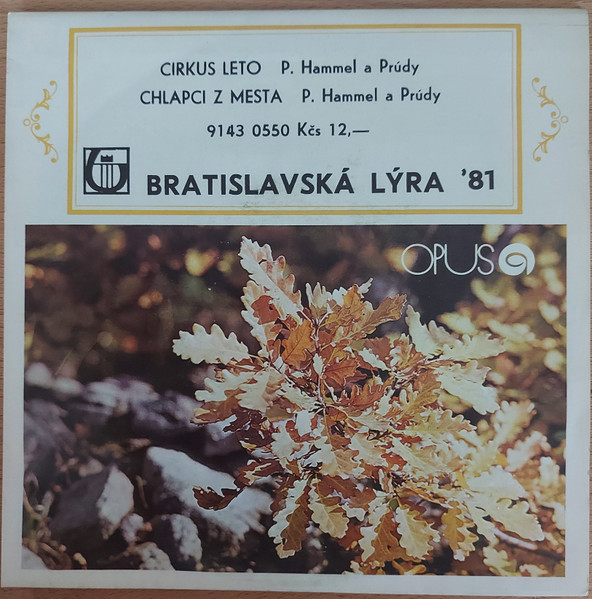 CIRKUS LETO P. Hammel a Prúdy
CHLAPCI Z MESTA P. Hammel a Prúdy
9143 0550 Kčs 12,—
BRATISLAVSKÁ LÝRA '81
OPUS